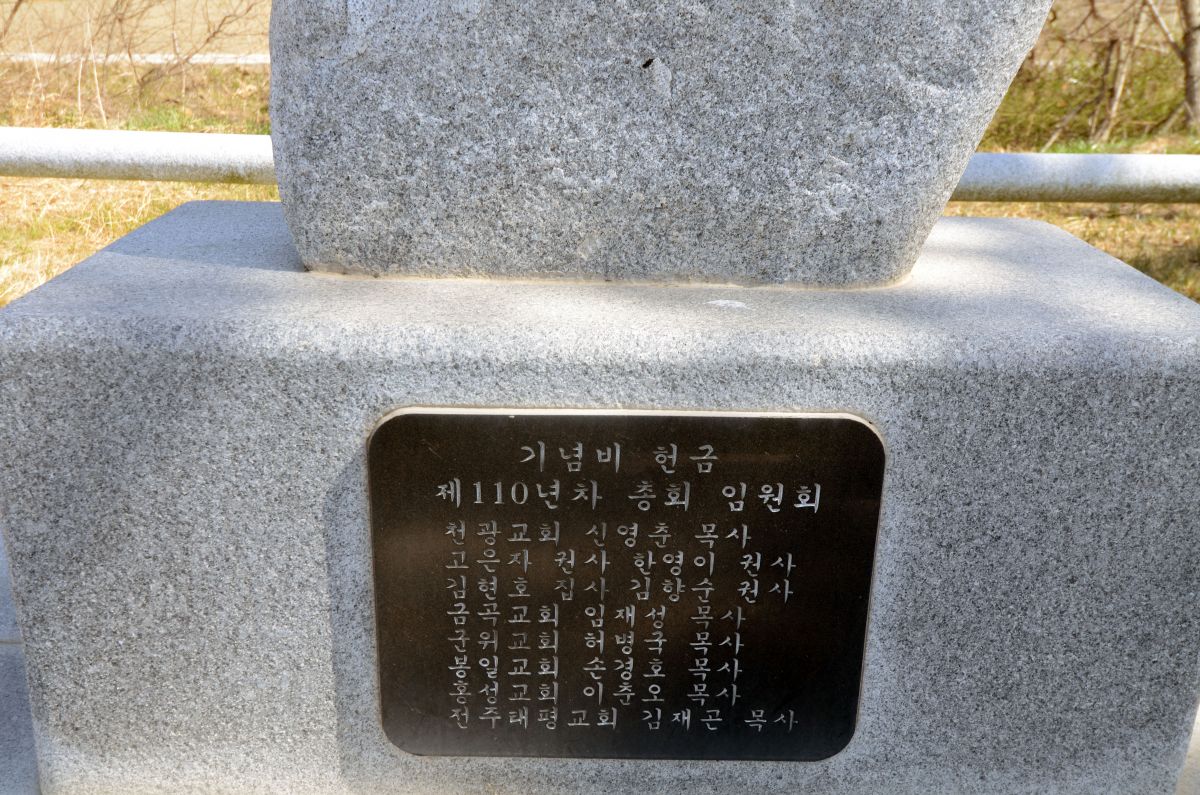 기념비 헌금
제110년차 총회 임원회
천광교회 신영춘 목사
고은자 권사 한영이 권사
김현호 집사 김향순 권사
금곡교회 임재성 목사
군위교회 허병국 목사
봉일교회 손경호 목사
홍성교회 이춘오 목사
전주태평교회 김재곤 목사